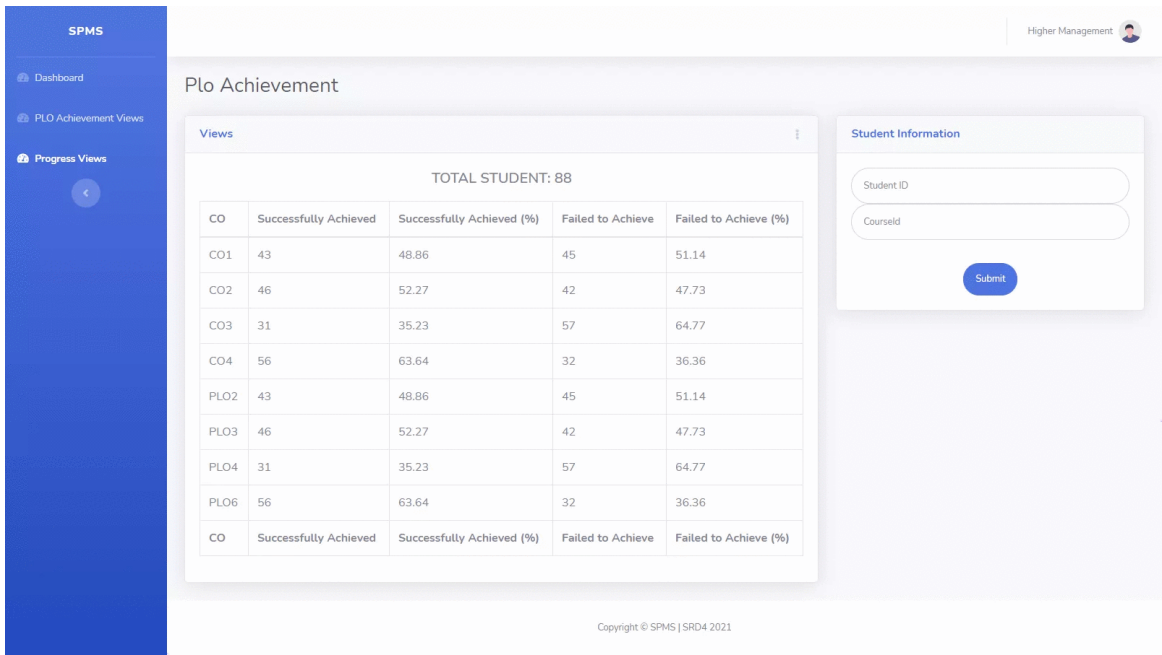 SPMS
Higher Management
Dashboard
PLO Achievement Views
Progress Views
Plo Achievement
Views
TOTAL STUDENT: 88
CO Successfully Achieved Successfully Achieved (%) Failed to Achieve Failed to Achieve (%)
CO1 43 48.86 45 51.14
CO2 46 52.27 42 47.73
CO3 31 35.23 57 64.77
CO4 56 63.64 32 36.36
PLO2 43 48.86 45 51.14
PLO3 46 52.27 42 47.73
PLO4 31 35.23 57 64.77
PLO6 56 63.64 32 36.36
CO Successfully Achieved Successfully Achieved (%) Failed to Achieve Failed to Achieve (%)
Student Information
Student ID
CourseId
Submit
Copyright © SPMS | SRD4 2021